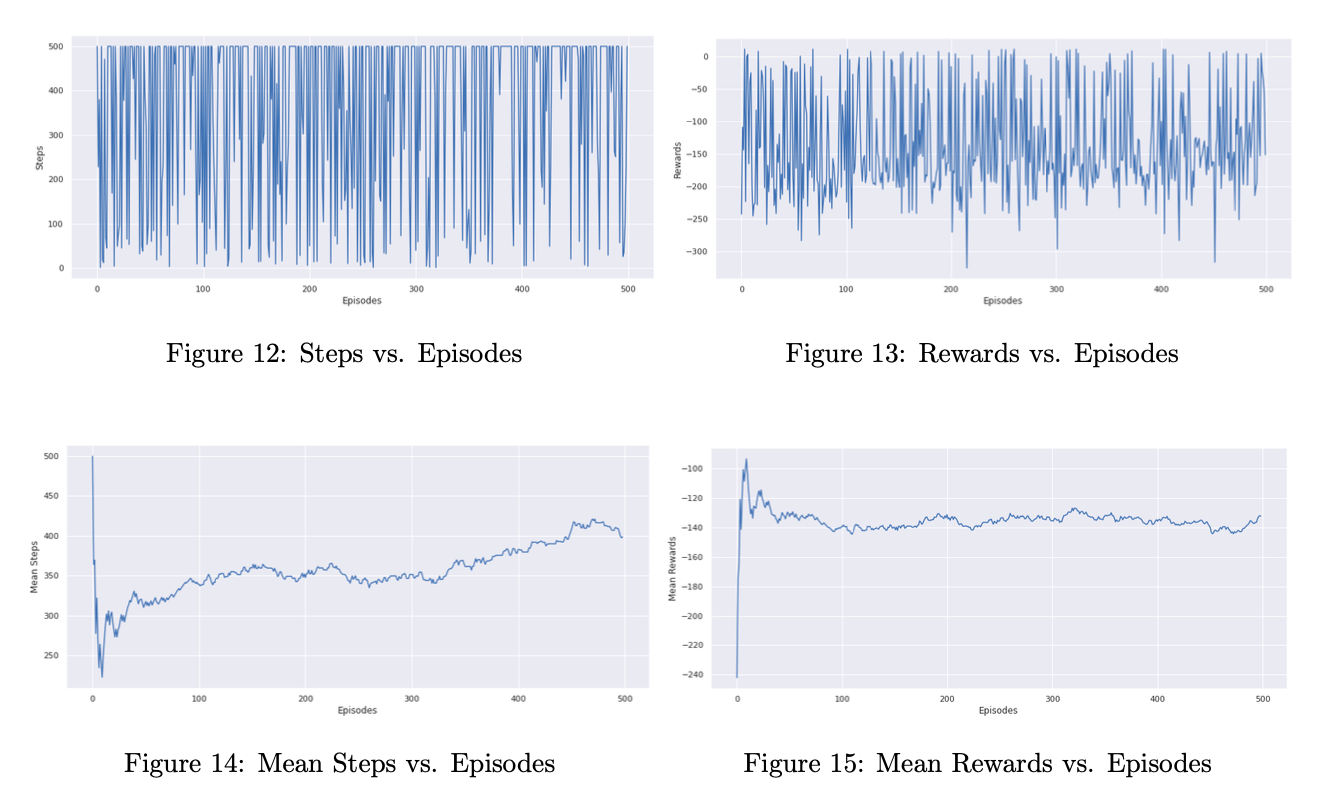 500
400
300
200
100
0
Steps
0 100 200 300 400 500
Episodes
Figure 12: Steps vs. Episodes
0
−50
−100
−150
−200
−250
−300
Rewards
0 100 200 300 400 500
Episodes
Figure 13: Rewards vs. Episodes
500
450
400
350
300
250
Mean Steps
0 100 200 300 400 500
Episodes
Figure 14: Mean Steps vs. Episodes
−100
−120
−140
−160
−180
−200
−220
−240
Mean Rewards
0 100 200 300 400 500
Episodes
Figure 15: Mean Rewards vs. Episodes